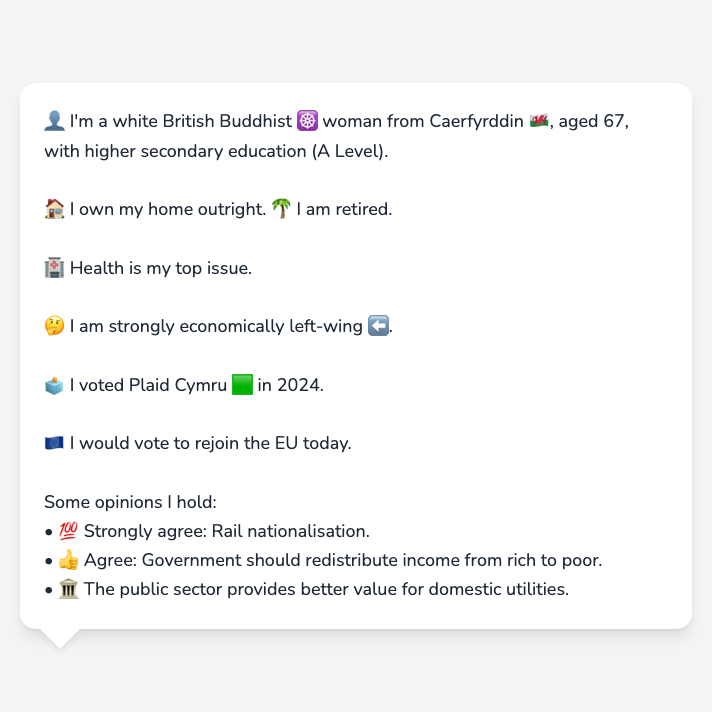 👤 I'm a white British Buddhist ☸️ woman from Caerfyrddin 🏴󠁧󠁢󠁷󠁬󠁳󠁿, aged 67,
with higher secondary education (A Level).
🏠 I own my home outright. 🌴 I am retired.
🏥 Health is my top issue.
🤔 I am strongly economically left-wing ⬅️.
🗳️ I voted Plaid Cymru 🟩 in 2024.
🇪🇺 I would vote to rejoin the EU today.
Some opinions I hold:
• 💯 Strongly agree: Rail nationalisation.
• 👍 Agree: Government should redistribute income from rich to poor.
• 🏛️ The public sector provides better value for domestic utilities.